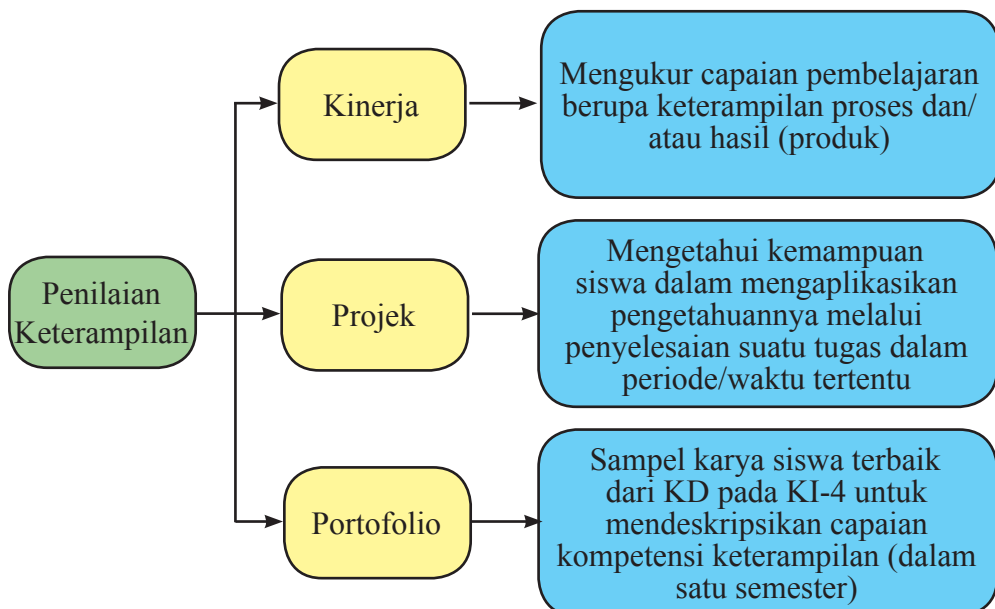 Penilaian
Keterampilan
Kinerja
Mengukur capaian pembelajaran
berupa keterampilan proses dan/
atau hasil (produk)
Projek
Mengetahui kemampuan
siswa dalam mengaplikasikan
pengetahuannya melalui
penyelesaian suatu tugas dalam
periode/waktu tertentu
Portofolio
Sampel karya siswa terbaik
dari KD pada KI-4 untuk
mendeskripsikan capaian
kompetensi keterampilan (dalam
satu semester)